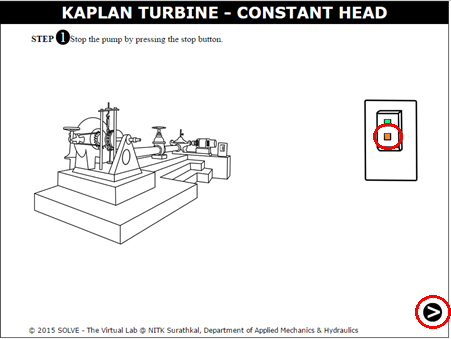 KAPLAN TURBINE - CONSTANT HEAD
STEP 1 Stop the pump by pressing the stop button.
© 2015 SOLVE - The Virtual Lab @ NITK Surathkal, Department of Applied Mechanics & Hydraulics